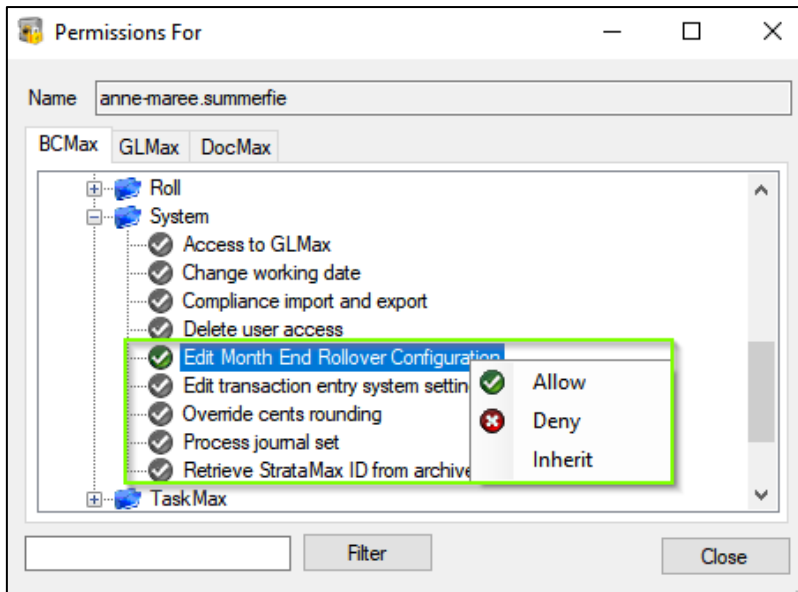 Permissions For
Name anne-maree.summerfie
BCMax GLMax DocMax
Roll
System
Access to GLMax
Change working date
Compliance import and export
Delete user access
Edit Month End Rollover Configuration
Allow
Edit transaction entry system settin
Deny
Override cents rounding
Process journal set
Inherit
Retrieve StrataMax ID from archive
TaskMax
Filter Close